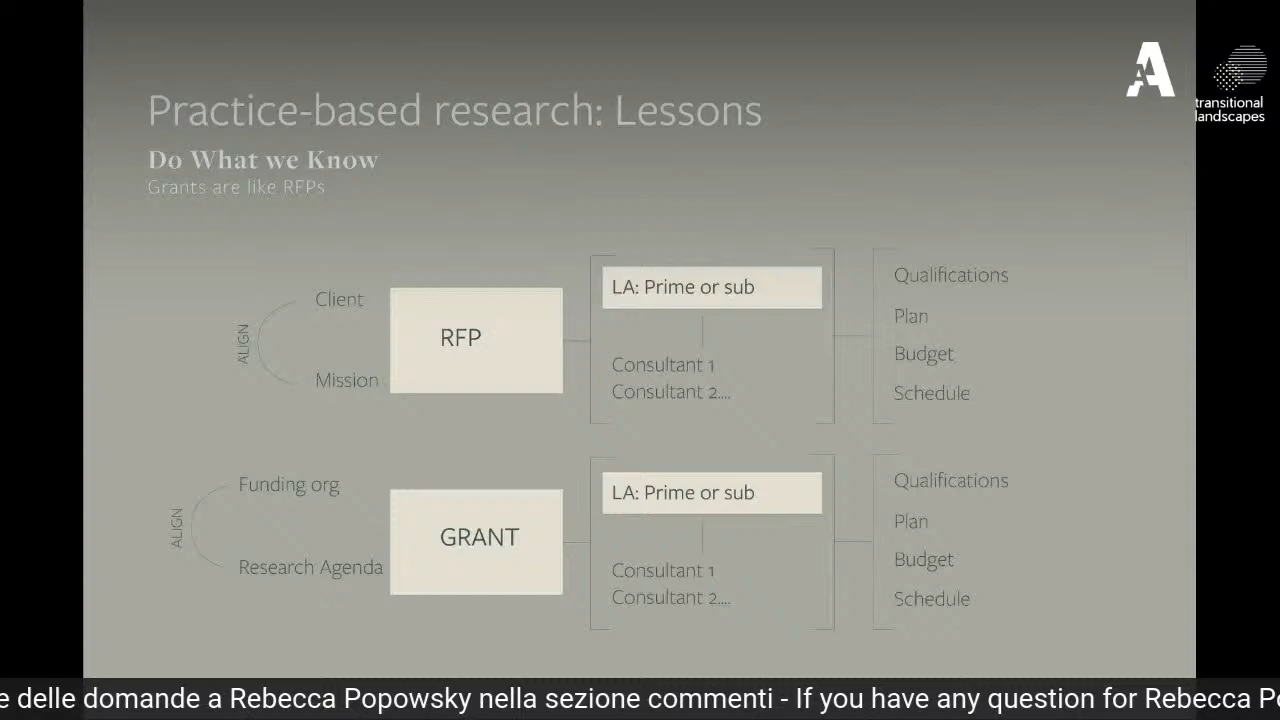 Practice-based research: Lessons
Do What we Know
Grants are like RFPs
A
transitional
landscapes
ALIGN
Client
Mission
RFP
LA: Prime or sub
Consultant 1
Consultant 2....
Qualifications
Plan
Budget
Schedule
ALIGN
Funding org
Research Agenda
GRANT
LA: Prime or sub
Consultant 1
Consultant 2....
Qualifications
Plan
Budget
Schedule
e delle domande a Rebecca Popowsky nella sezione commenti - If you have any question for Rebecca Po